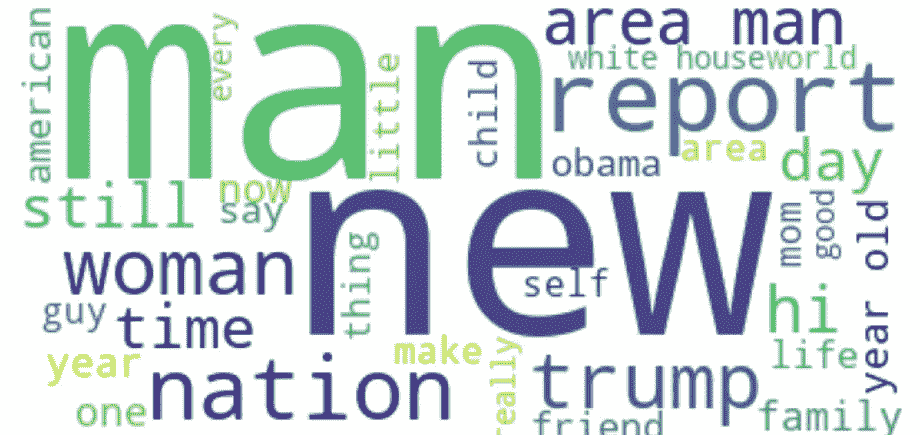 american
man
every
little
child
area man
white house
world
report
obama
area
day
still
now
say
new
woman
thing
self
mom
good
year old
guy
time
hi
year
make
really
life
nation
trump
one
friend
family